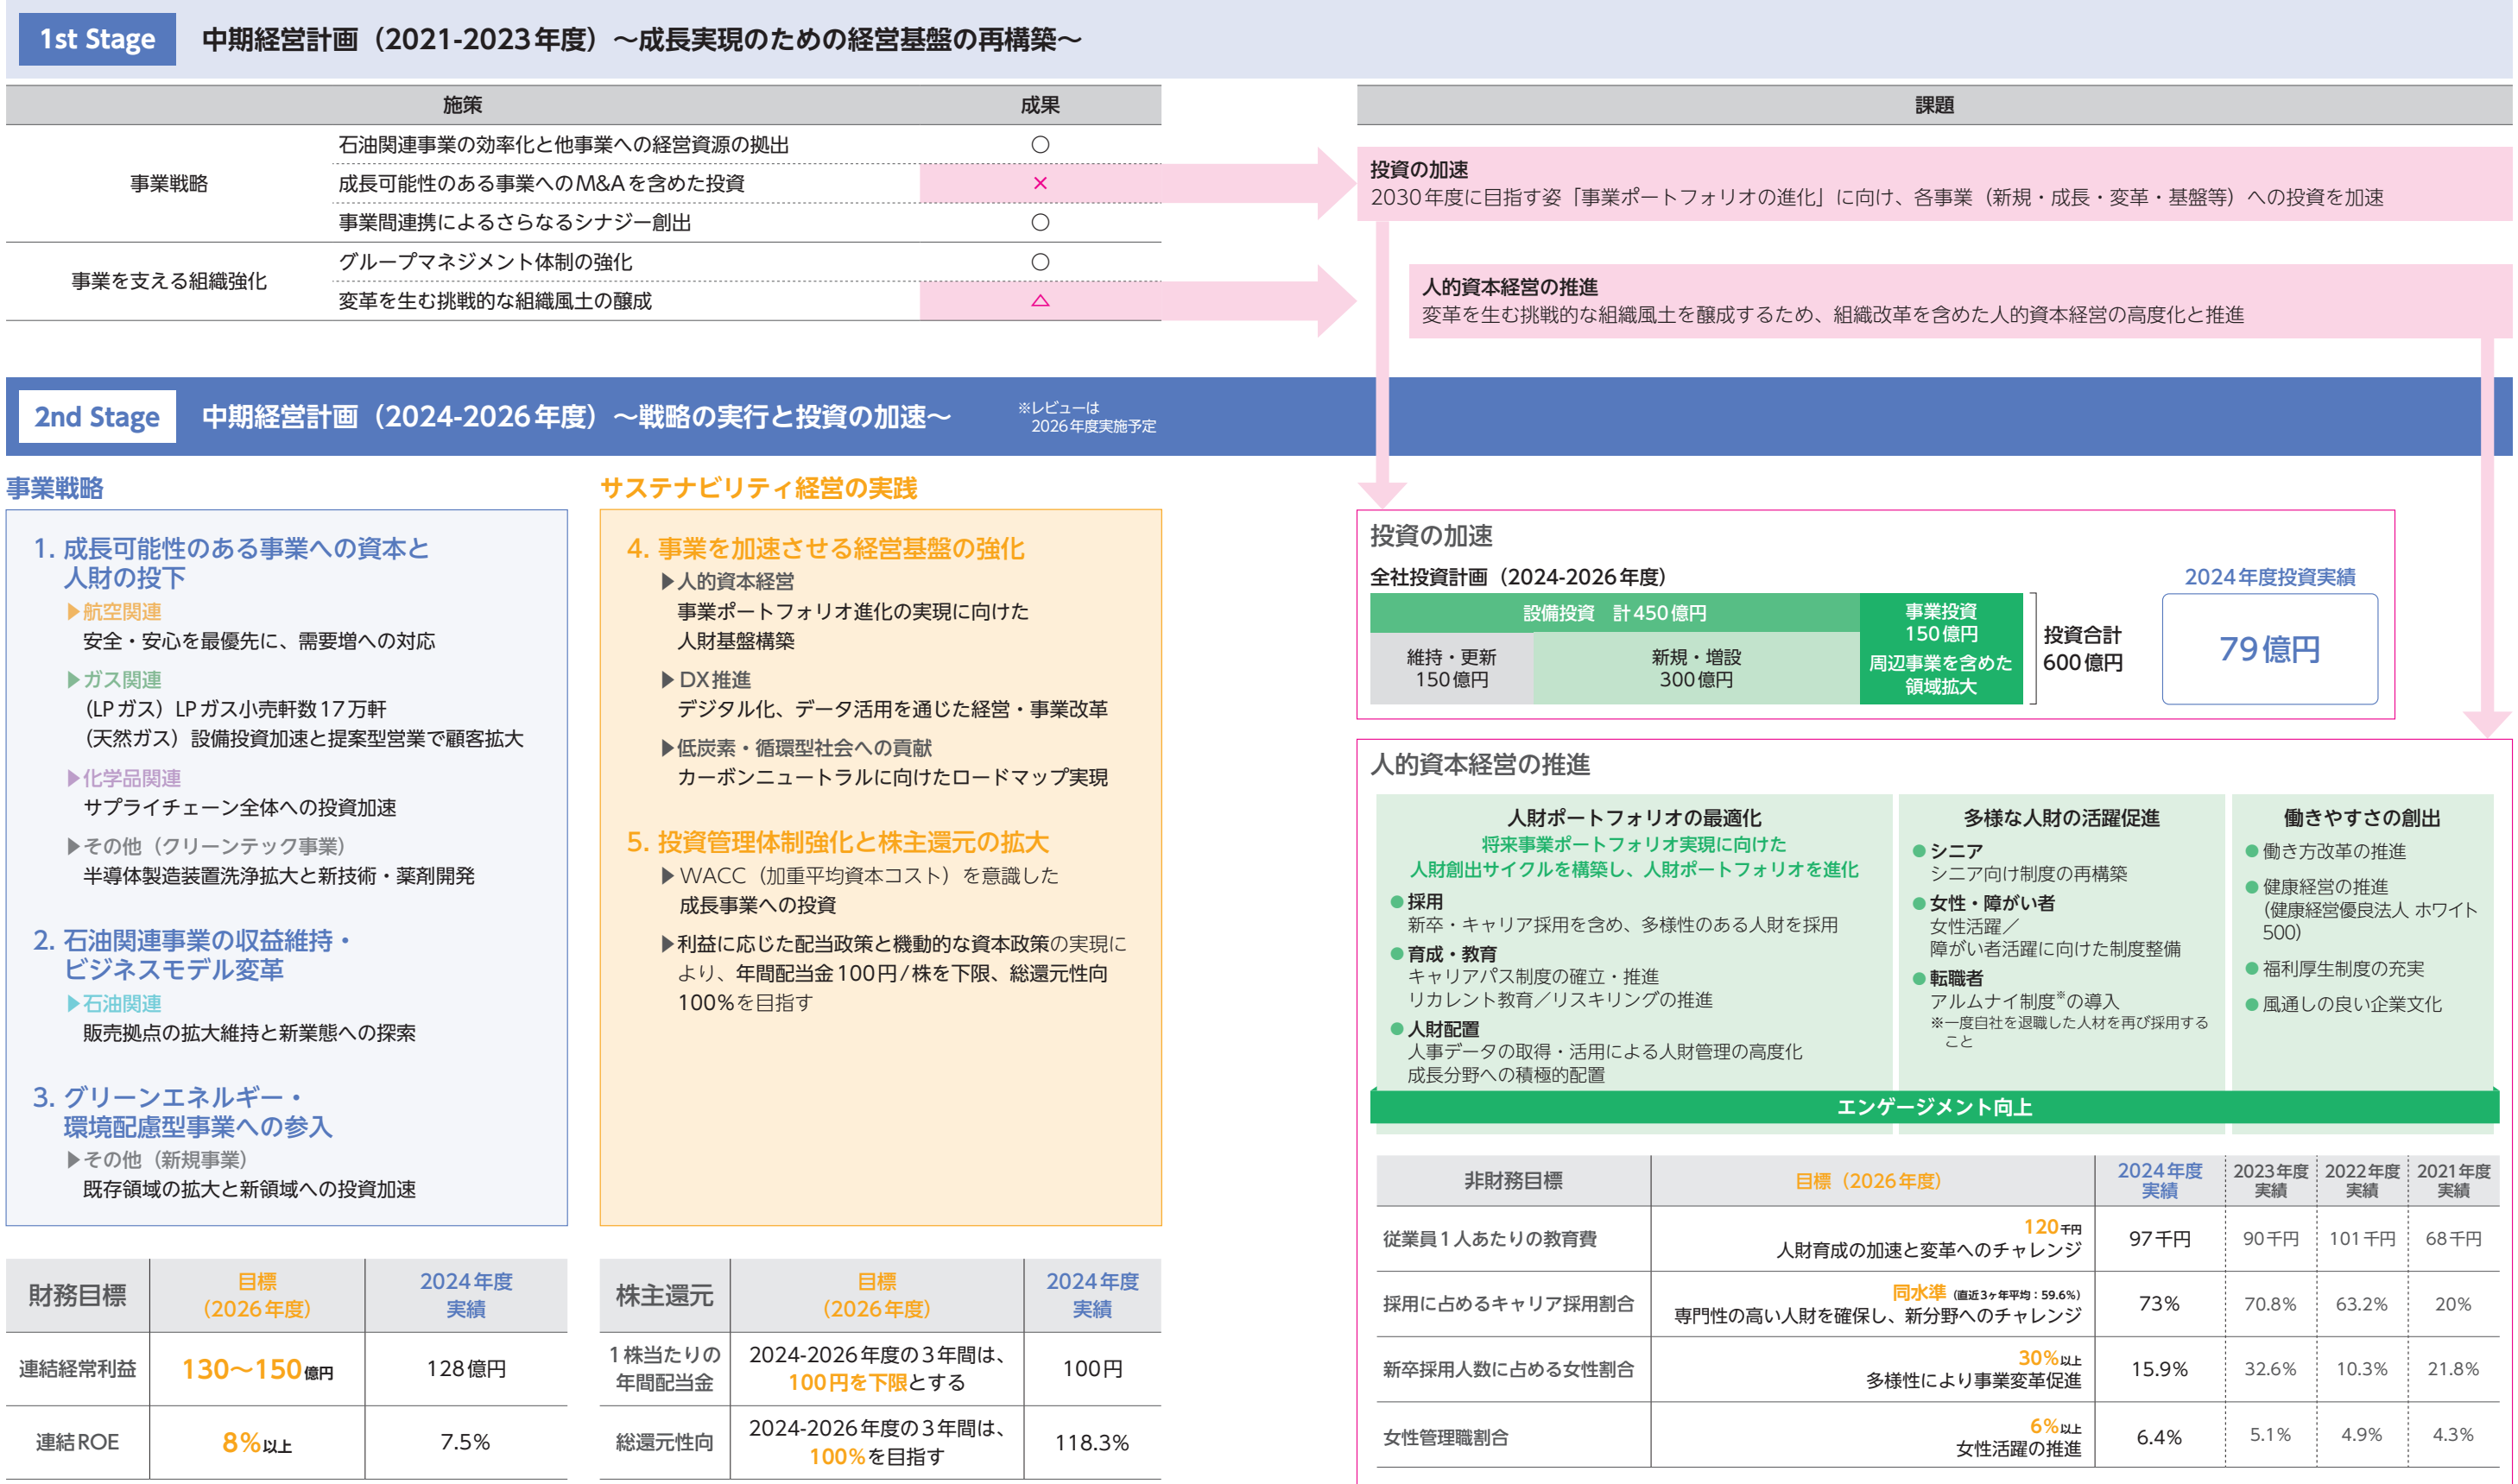 1st Stage 中期経営計画（2021-2023年度）〜成長実現のための経営基盤の再構築〜
施策 成果
事業戦略
石油関連事業の効率化と他事業への経営資源の拠出 ○
成長可能性のある事業へのM&Aを含めた投資 ×
事業間連携によるさらなるシナジー創出 ○
事業を支える組織強化
グループマネジメント体制の強化 ○
変革を生む挑戦的な組織風土の醸成 △
課題
投資の加速
2030年度に目指す姿「事業ポートフォリオの進化」に向け、各事業（新規・成長・変革・基盤等）への投資を加速
人的資本経営の推進
変革を生む挑戦的な組織風土を醸成するため、組織改革を含めた人的資本経営の高度化と推進
2nd Stage 中期経営計画（2024-2026年度）〜戦略の実行と投資の加速〜
※レビューは
2026年度実施予定
事業戦略
1. 成長可能性のある事業への資本と
人財の投下
▶航空関連
安全・安心を最優先に、需要増への対応
▶ガス関連
（LPガス）LPガス小売軒数17万軒
（天然ガス）設備投資加速と提案型営業で顧客拡大
▶化学品関連
サプライチェーン全体への投資加速
▶その他（クリーンテック事業）
半導体製造装置洗浄拡大と新技術・薬剤開発
2. 石油関連事業の収益維持・
ビジネスモデル変革
▶石油関連
販売拠点の拡大維持と新業態への探索
3. グリーンエネルギー・
環境配慮型事業への参入
▶その他（新規事業）
既存領域の拡大と新領域への投資加速
サステナビリティ経営の実践
4. 事業を加速させる経営基盤の強化
▶人的資本経営
事業ポートフォリオ進化の実現に向けた
人財基盤構築
▶DX推進
デジタル化、データ活用を通じた経営・事業改革
▶低炭素・循環型社会への貢献
カーボンニュートラルに向けたロードマップ実現
5. 投資管理体制強化と株主還元の拡大
▶WACC（加重平均資本コスト）を意識した
成長事業への投資
▶利益に応じた配当政策と機動的な資本政策の実現に
より、年間配当金100円/株を下限、総還元性向
100%を目指す
財務目標 目標（2026年度） 2024年度実績
連結経常利益 130〜150億円 128億円
連結ROE 8%以上 7.5%
株主還元 目標（2026年度） 2024年度実績
1株当たりの
年間配当金
2024-2026年度の3年間は、
100円を下限とする
100円
総還元性向
2024-2026年度の3年間は、
100%を目指す
118.3%
投資の加速
全社投資計画（2024-2026年度）
設備投資 計450億円
維持・更新
150億円
新規・増設
300億円
事業投資
150億円
周辺事業を含めた
領域拡大
投資合計
600億円
2024年度投資実績
79億円
人的資本経営の推進
人財ポートフォリオの最適化
将来事業ポートフォリオ実現に向けた
人財創出サイクルを構築し、人財ポートフォリオを進化
●採用
新卒・キャリア採用を含め、多様性のある人財を採用
●育成・教育
キャリアパス制度の確立・推進
リカレント教育／リスキリングの推進
●人財配置
人事データの取得・活用による人財管理の高度化
成長分野への積極的配置
多様な人財の活躍促進
●シニア
シニア向け制度の再構築
●女性・障がい者
女性活躍／
障がい者活躍に向けた制度整備
●転職者
アルムナイ制度※の導入
※一度自社を退職した人材を再び採用する
こと
働きやすさの創出
●働き方改革の推進
●健康経営の推進
（健康経営優良法人 ホワイト
500）
●福利厚生制度の充実
●風通しの良い企業文化
エンゲージメント向上
非財務目標 目標（2026年度） 2024年度実績 2023年度実績 2022年度実績 2021年度実績
従業員1人あたりの教育費
120千円
人財育成の加速と変革へのチャレンジ
97千円 90千円 101千円 68千円
採用に占めるキャリア採用割合
同水準（直近3ヶ年平均：59.6%）
専門性の高い人財を確保し、新分野へのチャレンジ
73% 70.8% 63.2% 20%
新卒採用人数に占める女性割合
30%以上
多様性により事業変革促進
15.9% 32.6% 10.3% 21.8%
女性管理職割合
6%以上
女性活躍の推進
6.4% 5.1% 4.9% 4.3%